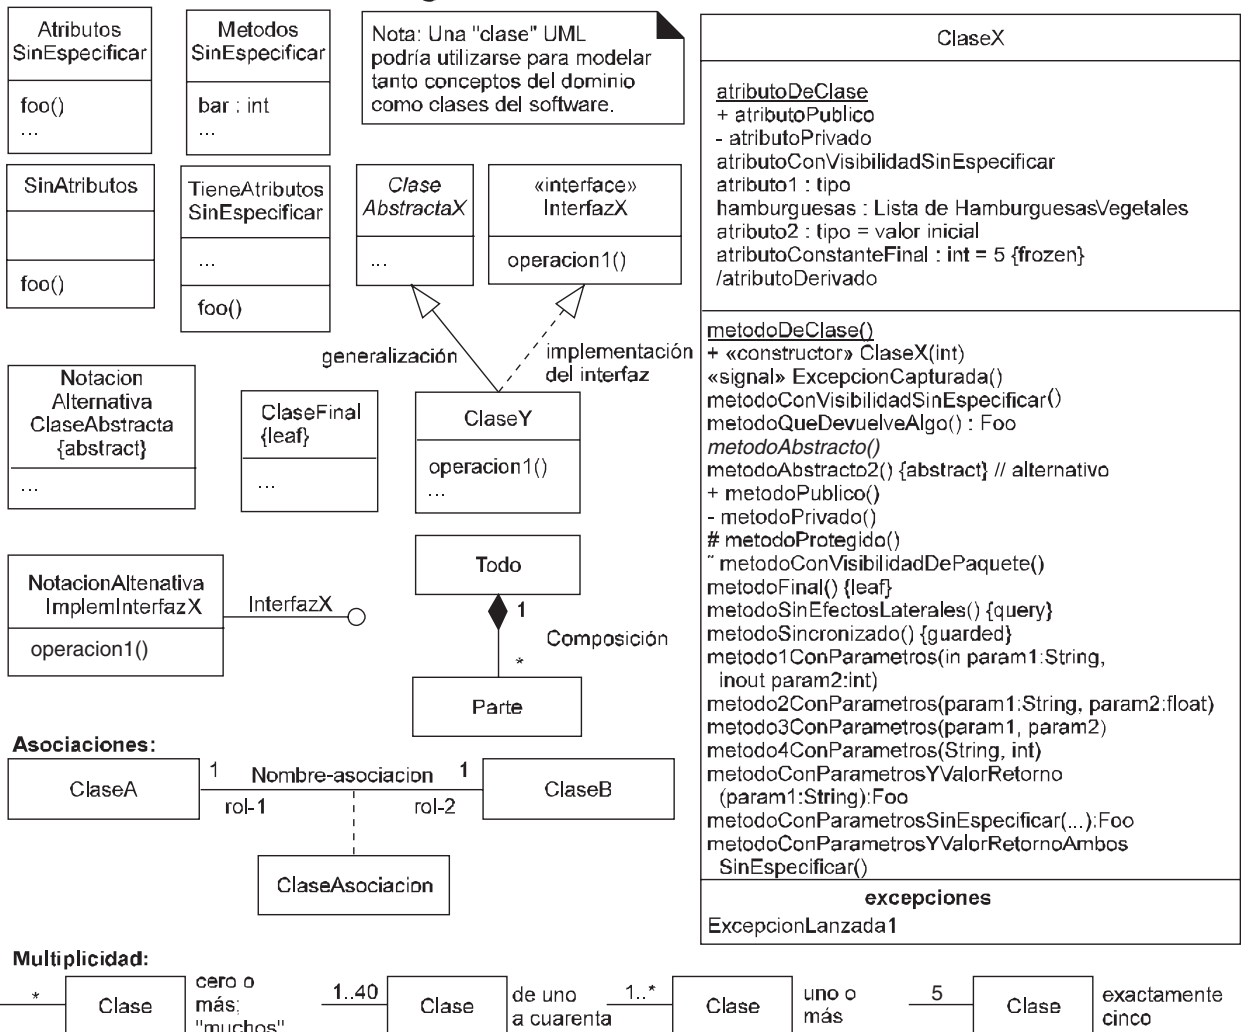 Atributos
SinEspecificar
foo()
...
Metodos
SinEspecificar
bar : int
...
Nota: Una "clase" UML
podría utilizarse para modelar
tanto conceptos del dominio
como clases del software.
SinAtributos
foo()
TieneAtributos
SinEspecificar
...
foo()
Clase
AbstractaX
...
«interface»
InterfazX
operacion1()
generalización
implementación
del interfaz
Notacion
Alternativa
ClaseAbstracta
{abstract}
...
ClaseFinal
{leaf}
...
ClaseY
operacion1()
...
NotacionAltenativa
ImplemInterfazX
operacion1()
InterfazX
Todo
1
Composición
*
Parte
Asociaciones:
ClaseA
1
Nombre-asociacion
1
rol-1
rol-2
ClaseB
ClaseAsociacion
ClaseX
atributoDeClase
+ atributoPublico
- atributoPrivado
atributoConVisibilidadSinEspecificar
atributo1 : tipo
hamburguesas : Lista de HamburguesasVegetales
atributo2 : tipo = valor inicial
atributoConstanteFinal : int = 5 {frozen}
/atributoDerivado
metodoDeClase()
+ «constructor» ClaseX(int)
«signal» ExcepcionCapturada()
metodoConVisibilidadSinEspecificar()
metodoQueDevuelveAlgo() : Foo
metodoAbstracto()
metodoAbstracto2() {abstract} // alternativo
+ metodoPublico()
- metodoPrivado()
# metodoProtegido()
~ metodoConVisibilidadDePaquete()
metodoFinal() {leaf}
metodoSinEfectosLaterales() {query}
metodoSincronizado() {guarded}
metodo1ConParametros(in param1:String,
inout param2:int)
metodo2ConParametros(param1:String, param2:float)
metodo3ConParametros(param1, param2)
metodo4ConParametros(String, int)
metodoConParametrosYValorRetorno
(param1:String):Foo
metodoConParametrosSinEspecificar(...):Foo
metodoConParametrosYValorRetornoAmbos
SinEspecificar()
excepciones
ExcepcionLanzada1
Multiplicidad:
*
Clase
cero o
más;
"muchos"
1..40
Clase
de uno
a cuarenta
1..*
Clase
uno o
más
5
Clase
exactamente
cinco